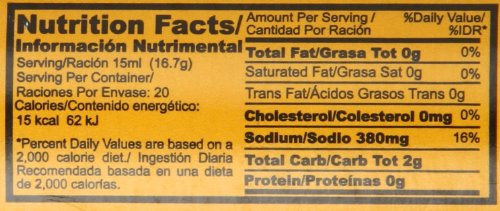 Nutrition Facts/
Información Nutrimental
Serving/Ración 15ml (16.7g)
Serving Per Container/
Raciones Por Envase: 20
Calories/Contenido energético:
15 kcal 62 kJ
*Percent Daily Values are based on a
2,000 calorie diet./ Ingestión Diaria
Recomendada basada en una dieta
de 2,000 calorías.
Amount Per Serving / %Daily Value/
Cantidad Por Ración %IDR*
Total Fat/Grasa Tot 0g 0%
Saturated Fat/Grasa Sat 0g 0%
Trans Fat/Ácidos Grasos Trans 0g
Cholesterol/Colesterol 0mg 0%
Sodium/Sodio 380mg 16%
Total Carb/Carb Tot 2g
Protein/Proteínas 0g